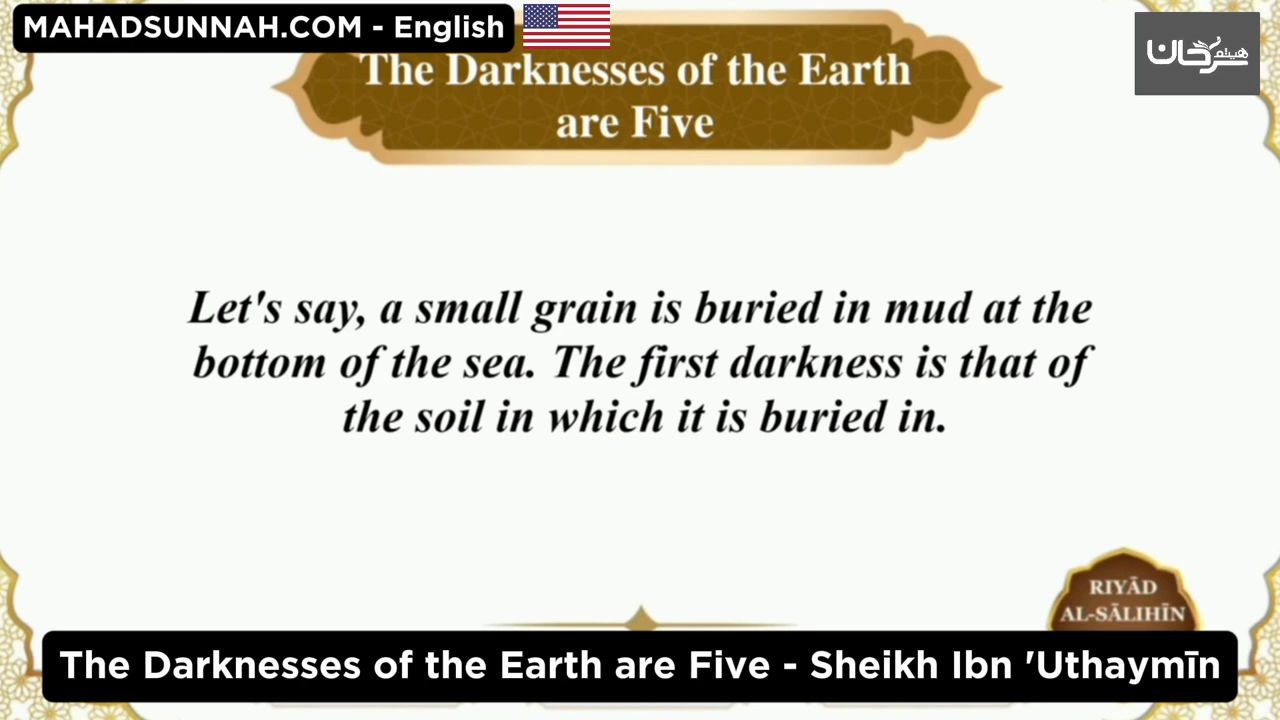 MAHADSUNNAH.COM - English
هيثم
سرحان
The Darknesses of the Earth
are Five
Let's say, a small grain is buried in mud at the
bottom of the sea. The first darkness is that of
the soil in which it is buried in.
RIYĀD
AL-SĀLIHĪN
The Darknesses of the Earth are Five - Sheikh Ibn 'Uthaymīn